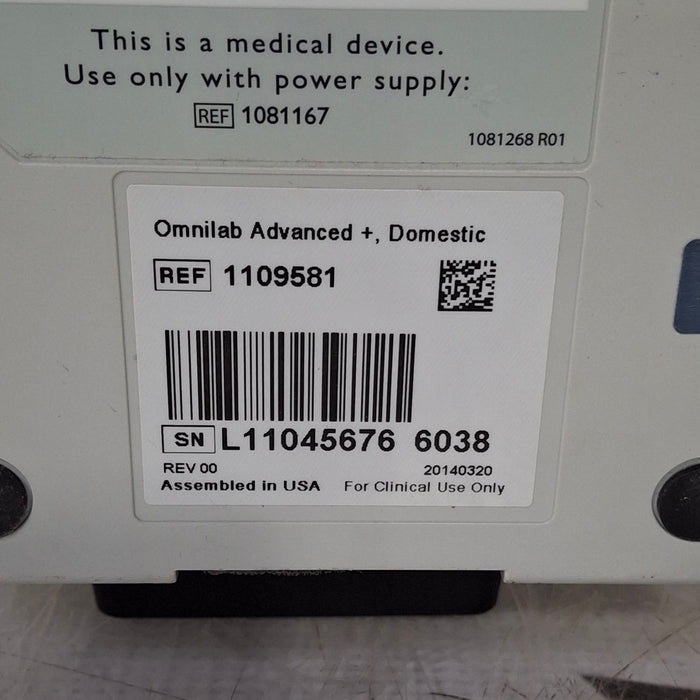 This is a medical device.
Use only with power supply:
REF 1081167
1081268 R01
Omnilab Advanced +, Domestic
REF 1109581
SN L11045676 6038
REV 00 20140320
Assembled in USA For Clinical Use Only